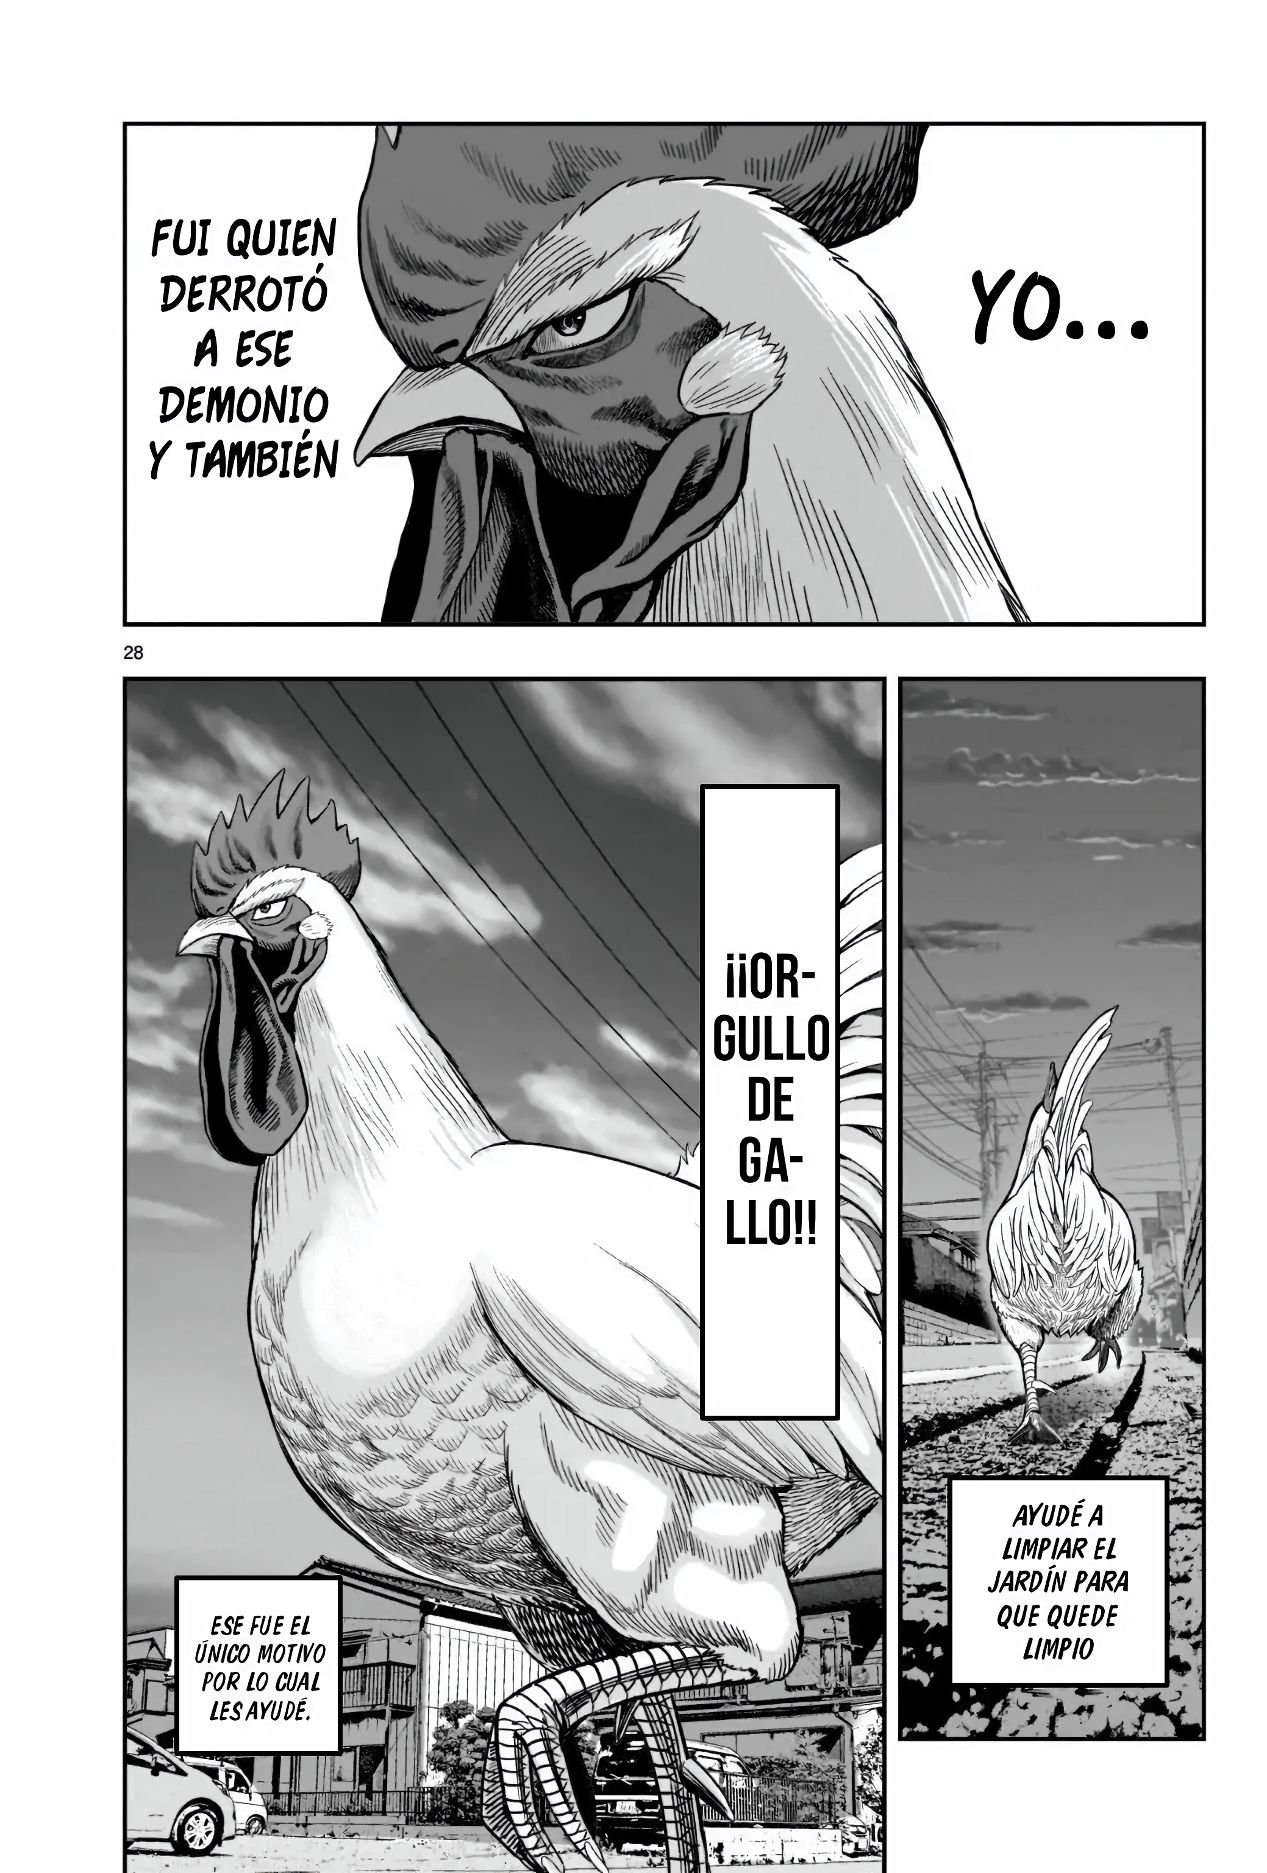 YO...
FUI QUIEN
DERROTÓ
A ESE
DEMONIO
Y TAMBIÉN
28
AYUDÉ A
LIMPIAR EL
JARDÍN PARA
QUE QUEDE
LIMPIO
¡¡OR-
GULLO
DE
GA-
LLO!!
ESE FUE EL
ÚNICO MOTIVO
POR LO CUAL
LES AYUDÉ.